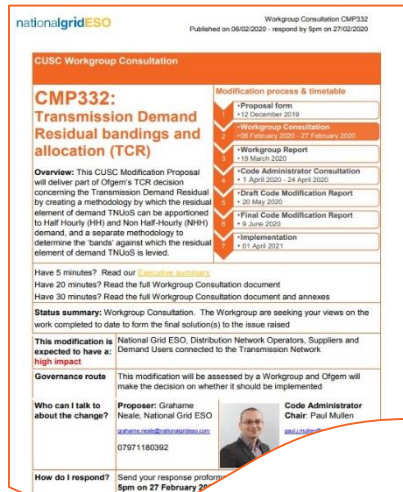 nationalgridESO
Workgroup Consultation CMP332
Published on 06/02/2020 - respond by 5pm on 27/02/2020
CUSC Workgroup Consultation
CMP332:
Transmission Demand
Residual bandings and
allocation (TCR)
Overview: This CUSC Modification Proposal
will deliver part of Ofgem's TCR decision
concerning the Transmission Demand Residual
by creating a methodology by which the residual
element of demand TNUoS can be apportioned
to Half Hourly (HH) and Non Half-Hourly (NHH)
demand, and a separate methodology to
determine the 'bands' against which the residual
element of demand TNUoS is levied.
Modification process & timetable
1 •Proposal form
•12 December 2019
2 •Workgroup Consultation
•06 February 2020 - 27 February 2020
3 •Workgroup Report
•19 March 2020
4 •Code Administrator Consultation
• 1 April 2020 - 24 April 2020
5 •Draft Code Modification Report
• 20 May 2020
6 •Final Code Modification Report
• 9 June 2020
7 •Implementation
• 01 April 2021
Have 5 minutes? Read our Executive summary
Have 20 minutes? Read the full Workgroup Consultation document
Have 30 minutes? Read the full Workgroup Consultation document and annexes
Status summary: Workgroup Consultation. The Workgroup are seeking your views on the
work completed to date to form the final solution(s) to the issue raised
This modification is
expected to have a:
high impact
National Grid ESO, Distribution Network Operators, Suppliers and
Demand Users connected to the Transmission Network
Governance route
This modification will be assessed by a Workgroup and Ofgem will
make the decision on whether it should be implemented
Who can I talk to
about the change?
Proposer: Grahame
Neale, National Grid ESO
grahame.neale@nationalgrideso.com
07971180392
Code Administrator
Chair: Paul Mullen
How do I respond?
Send your response
5pm on 27 February